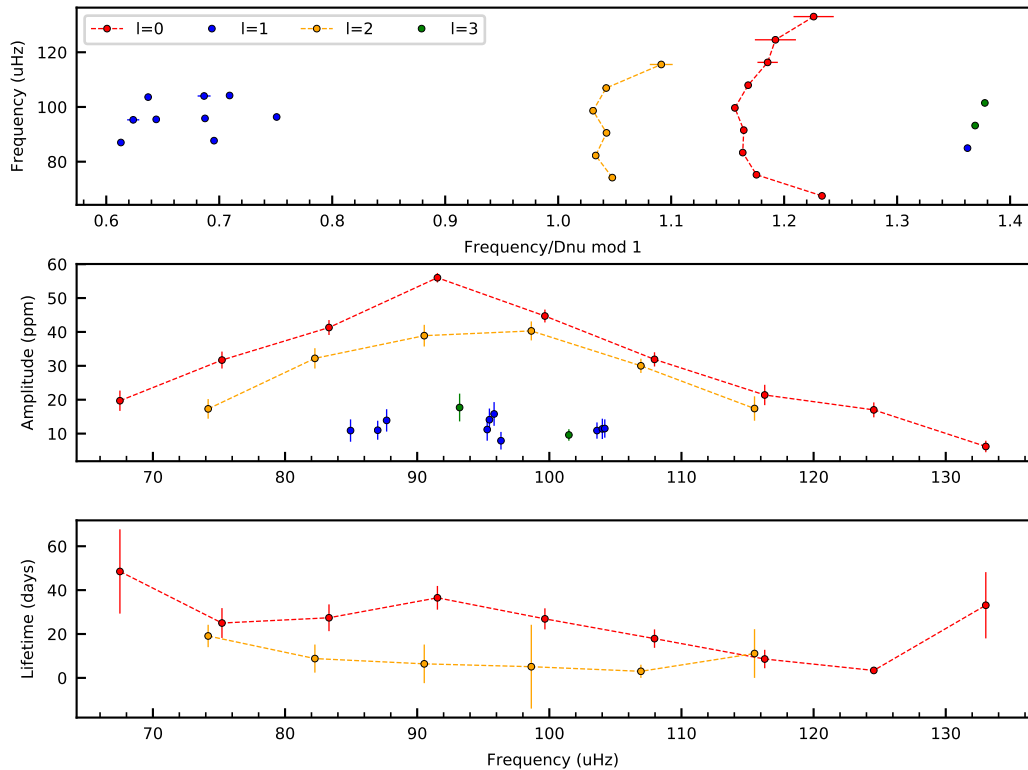 l=0 l=1 l=2 l=3
Frequency (uHz)
120
100
80
0.6 0.7 0.8 0.9 1.0 1.1 1.2 1.3 1.4
Frequency/Dnu mod 1
Amplitude (ppm)
60
50
40
30
20
10
70 80 90 100 110 120 130
Lifetime (days)
60
40
20
0
70 80 90 100 110 120 130
Frequency (uHz)